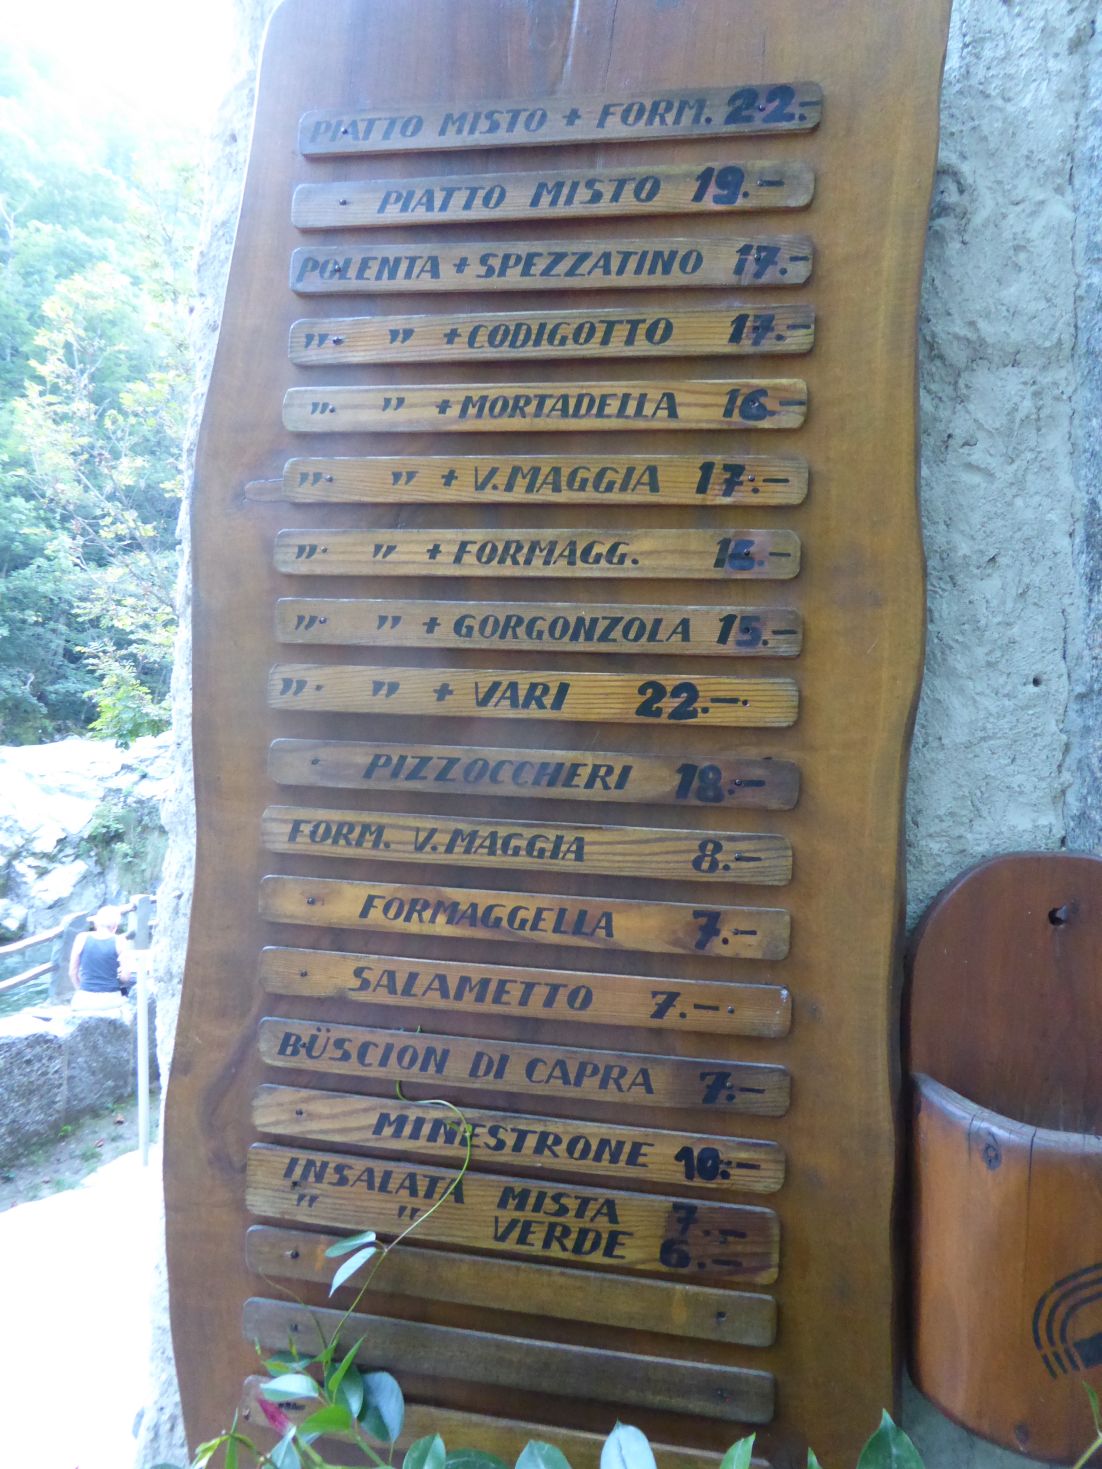 PIATTO MISTO + FORM. 22.-
PIATTO MISTO 19.-
POLENTA + SPEZZATINO 17.-
" " + CODIGOTTO 17.-
" " + MORTADELLA 16.-
" " + V. MAGGIA 17.-
" " + FORMAGG. .-
" " + GORGONZOLA 15.-
" " + VARI 22.-
PIZZOCCHERI 18.-
FORM. V. MAGGIA 8.-
FORMAGGELLA 7.-
SALAMETTO 7.-
BÜSCION DI CAPRA 7.-
MINESTRONE 10.-
INSALATA MISTA 7.-
" " VERDE 6.-